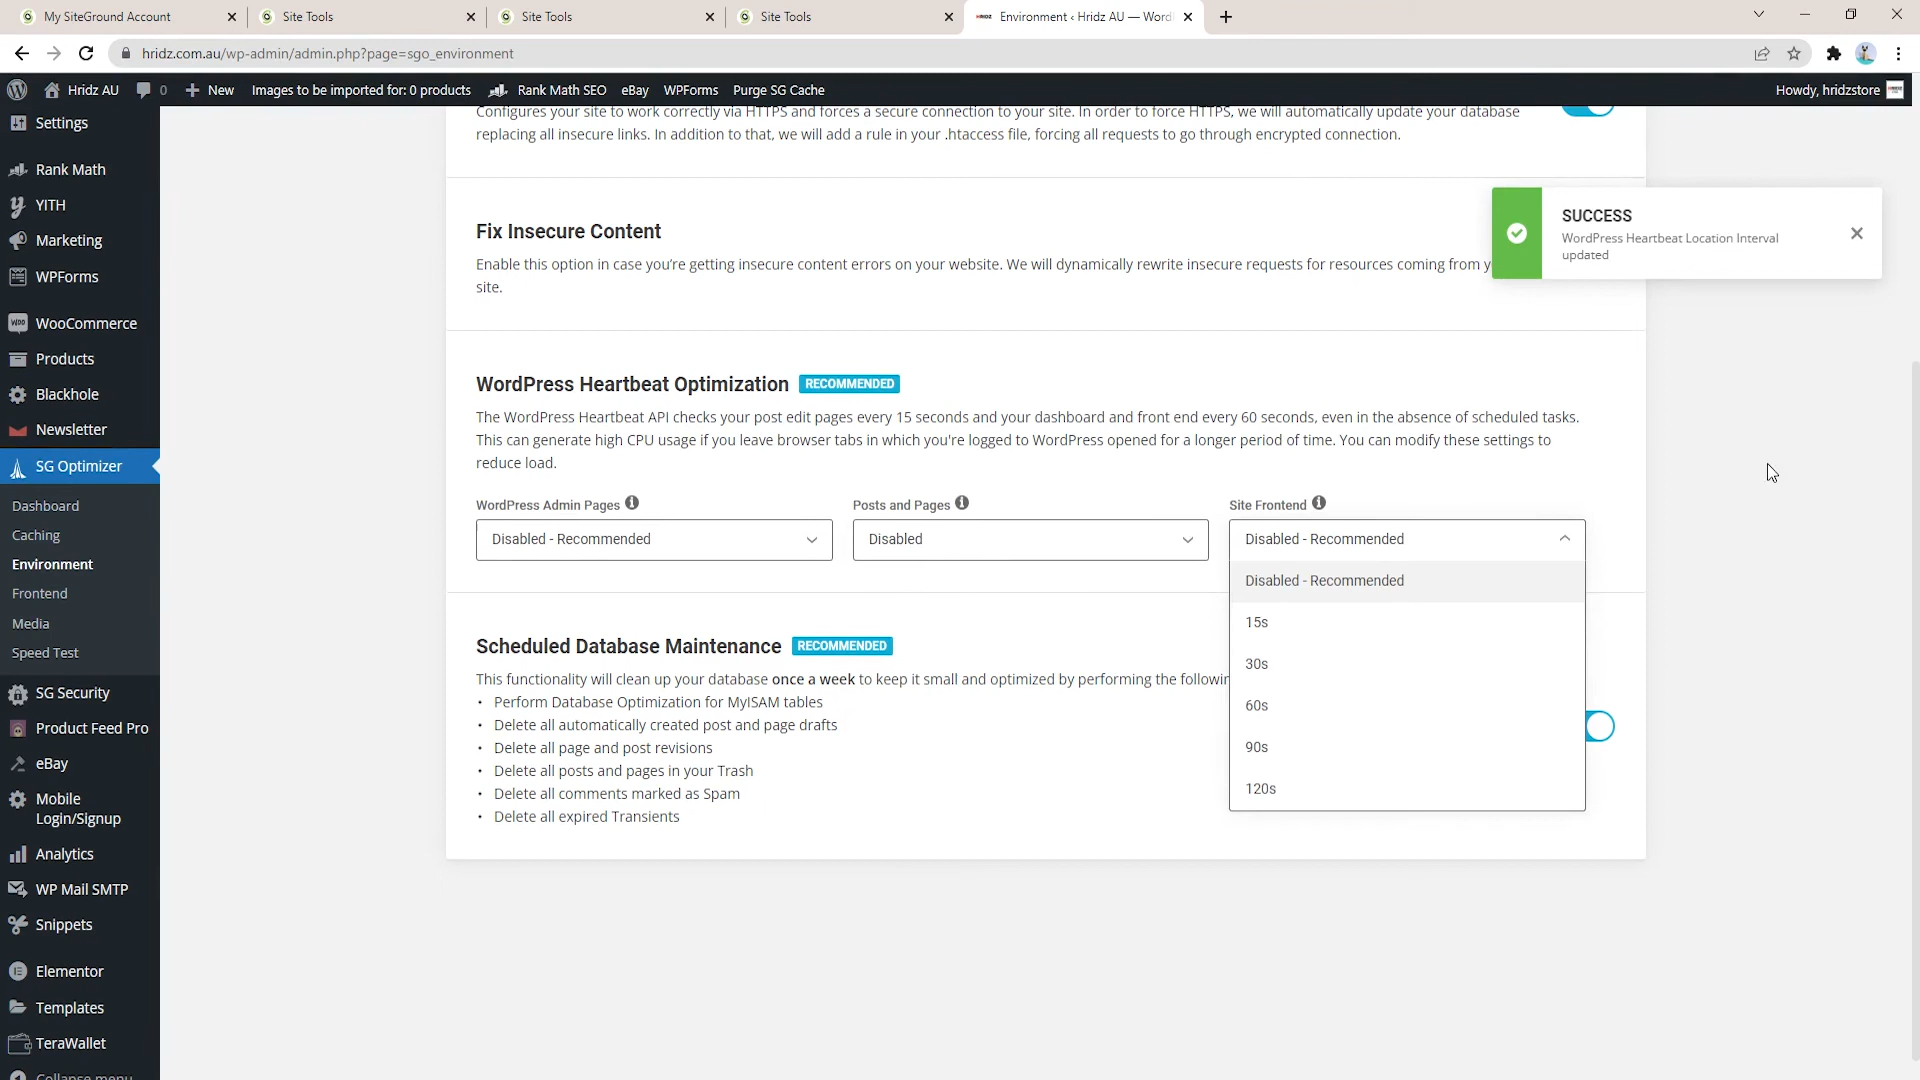 My SiteGround Account
Site Tools
Site Tools
Site Tools
Environment ‹ Hridz AU — Word
hridz.com.au/wp-admin/admin.php?page=sgo_environment
Hridz AU
0
New
Images to be imported for: 0 products
Rank Math SEO
eBay
WPForms
Purge SG Cache
Howdy, hridzstore
Settings
Rank Math
YITH
Marketing
WPForms
WooCommerce
Products
Blackhole
Newsletter
SG Optimizer
Dashboard
Caching
Environment
Frontend
Media
Speed Test
SG Security
Product Feed Pro
eBay
Mobile
Login/Signup
Analytics
WP Mail SMTP
Snippets
Elementor
Templates
TeraWallet
Collapse menu
Configures your site to work correctly via HTTPS and forces a secure connection to your site. In order to force HTTPS, we will automatically update your database
replacing all insecure links. In addition to that, we will add a rule in your .htaccess file, forcing all requests to go through encrypted connection.
SUCCESS
WordPress Heartbeat Location Interval
updated
Fix Insecure Content
Enable this option in case you're getting insecure content errors on your website. We will dynamically rewrite insecure requests for resources coming from y
site.
WordPress Heartbeat Optimization RECOMMENDED
The WordPress Heartbeat API checks your post edit pages every 15 seconds and your dashboard and front end every 60 seconds, even in the absence of scheduled tasks.
This can generate high CPU usage if you leave browser tabs in which you're logged to WordPress opened for a longer period of time. You can modify these settings to
reduce load.
WordPress Admin Pages
Disabled - Recommended
Posts and Pages
Disabled
Site Frontend
Disabled - Recommended
Disabled - Recommended
15s
30s
60s
90s
120s
Scheduled Database Maintenance RECOMMENDED
This functionality will clean up your database once a week to keep it small and optimized by performing the followin
• Perform Database Optimization for MyISAM tables
• Delete all automatically created post and page drafts
• Delete all page and post revisions
• Delete all posts and pages in your Trash
• Delete all comments marked as Spam
• Delete all expired Transients